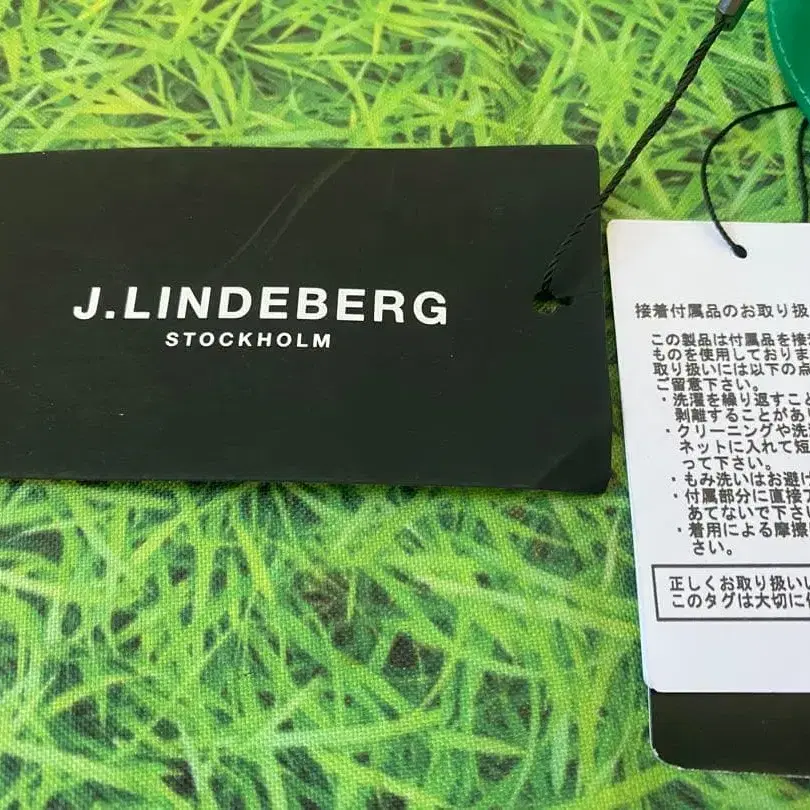 J.LINDEBERG
STOCKHOLM
接着付属品のお取り扱
この製品は付属品を接着
ものを使用しておりま
取り扱いには以下の点
ご留意下さい。
・洗濯を繰り返すこと
剥離することがあり
・クリーニングや洗
ネットに入れて短
って下さい。
・もみ洗いはお避け
・付属部分に直接ア
あてないで下さい
・着用による摩擦
さい。
正しくお取り扱いい
このタグは大切に保